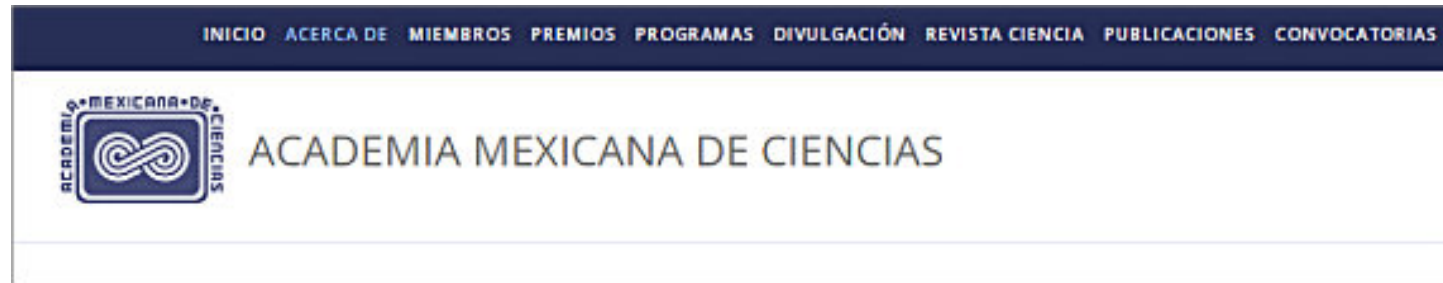 INICIO ACERCA DE MIEMBROS PREMIOS PROGRAMAS DIVULGACIÓN REVISTA CIENCIA PUBLICACIONES CONVOCATORIAS
ACADEMIA•MEXICANA•DE•CIENCIAS
ACADEMIA MEXICANA DE CIENCIAS